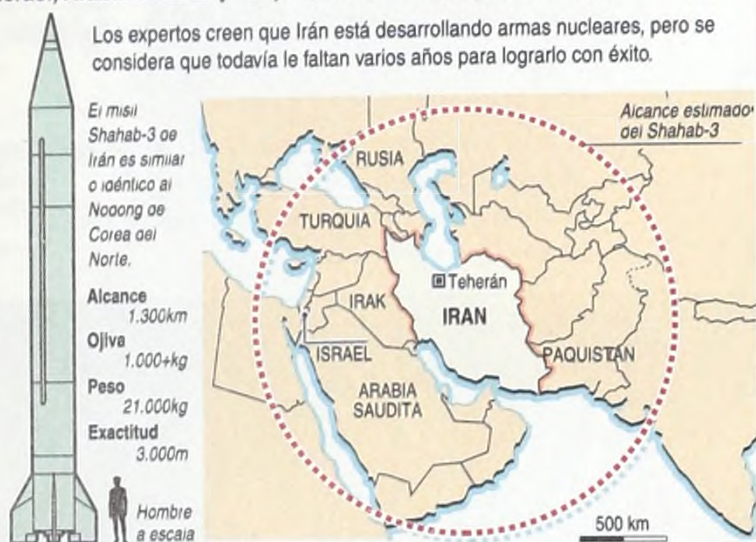 Los expertos creen que Irán está desarrollando armas nucleares, pero se
considera que todavía le faltan varios años para lograrlo con éxito.
El misil
Shahab-3 de
Irán es similar
o idéntico al
Nodong de
Corea del
Norte.
Alcance
1.300km
Ojiva
1.000+kg
Peso
21.000kg
Exactitud
3.000m
Hombre
a escala
Alcance estimado
del Shahab-3
RUSIA
TURQUIA
Teherán
IRAK
IRAN
ISRAEL
PAQUISTÁN
ARABIA
SAUDITA
500 km